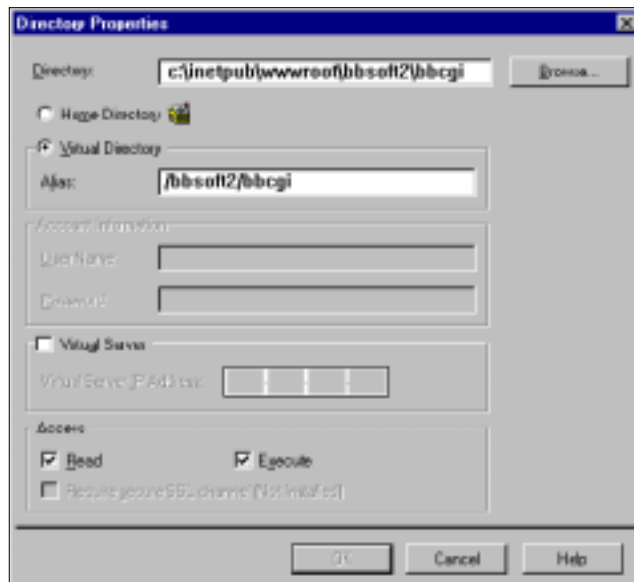 Directory Properties
Directory: c:\inetpub\wwwroot\bbsoft2\bbcgi Browse...
Home Directory
Virtual Directory
Alias: /bbsoft2/bbcgi
Account Information
User Name:
Password:
Virtual Server
Virtual Server IP Address:
Access
Read Execute
Require secure SSL channel (Not Installed)
OK Cancel Help